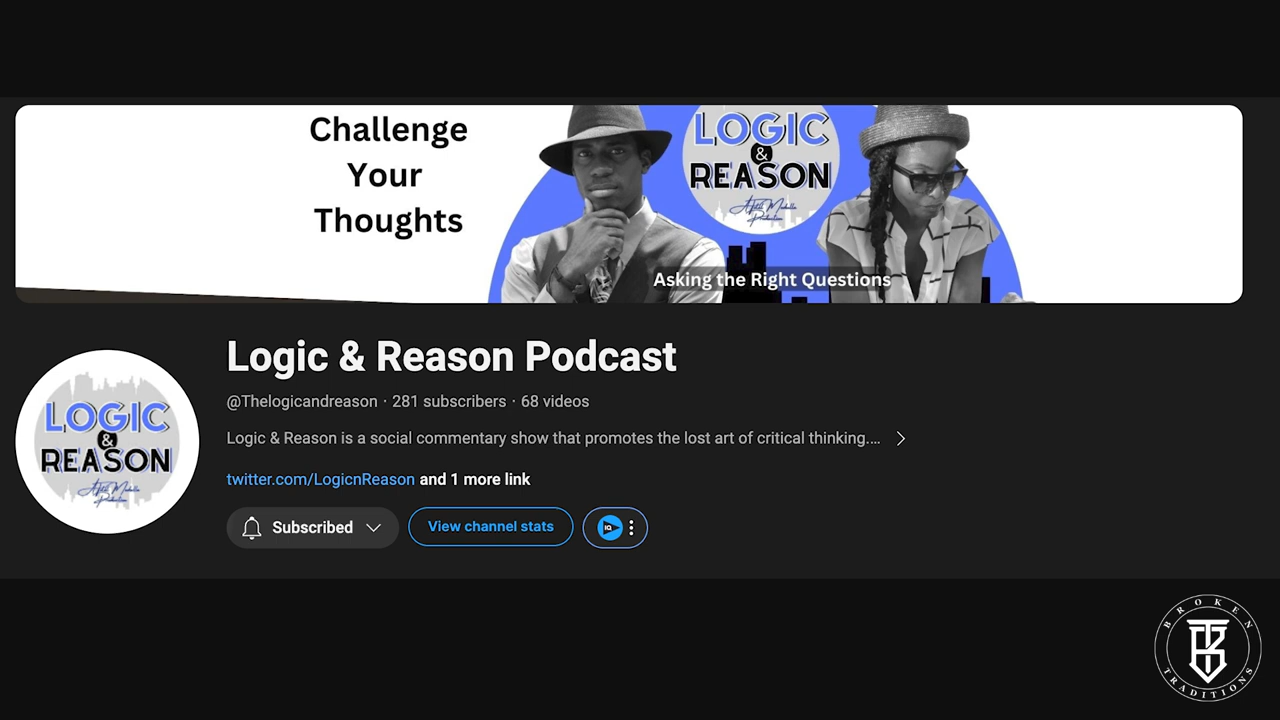 Challenge
Your
Thoughts
LOGIC
&
REASON
Asking the Right Questions
Logic & Reason Podcast
@Thelogicandreason · 281 subscribers · 68 videos
Logic & Reason is a social commentary show that promotes the lost art of critical thinking....
twitter.com/LogicnReason and 1 more link
LOGIC
&
REASON
Subscribed
View channel stats
IQ
BROKEN
TRADITIONS